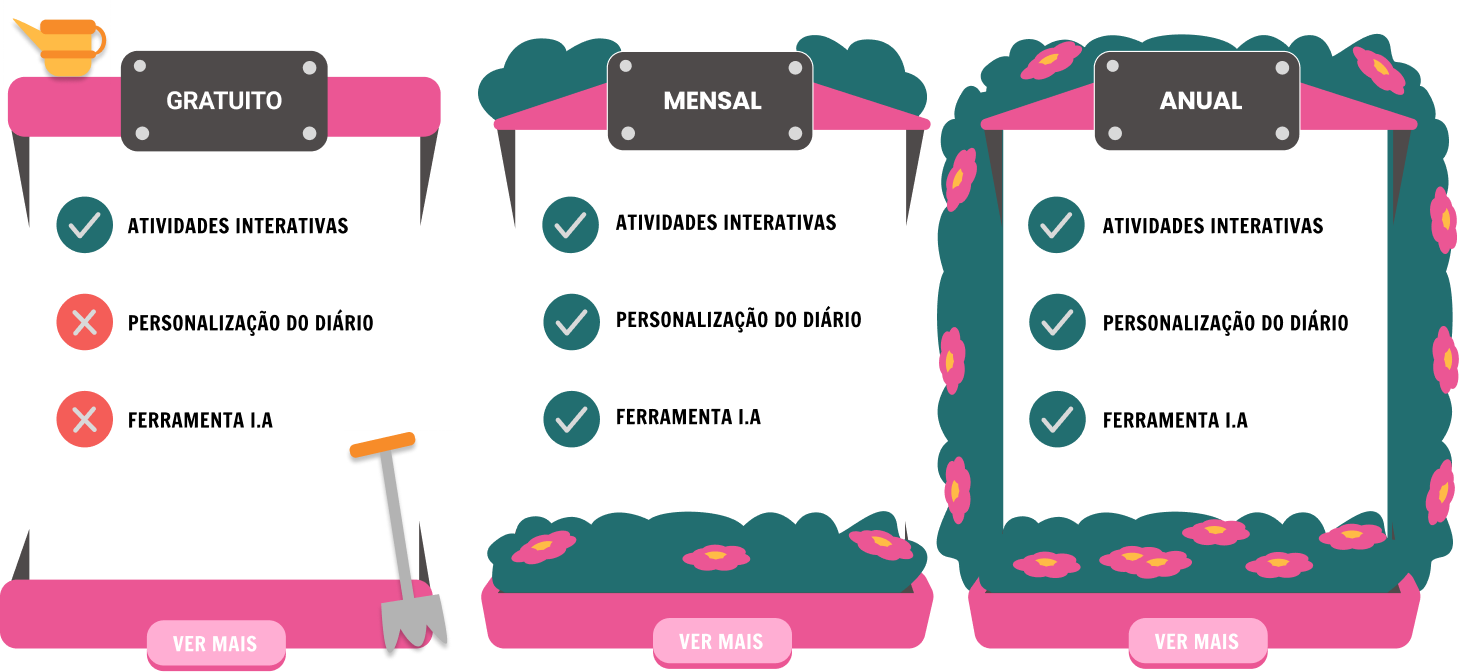 GRATUITO
ATIVIDADES INTERATIVAS
PERSONALIZAÇÃO DO DIÁRIO
FERRAMENTA I.A
VER MAIS
MENSAL
ATIVIDADES INTERATIVAS
PERSONALIZAÇÃO DO DIÁRIO
FERRAMENTA I.A
VER MAIS
ANUAL
ATIVIDADES INTERATIVAS
PERSONALIZAÇÃO DO DIÁRIO
FERRAMENTA I.A
VER MAIS